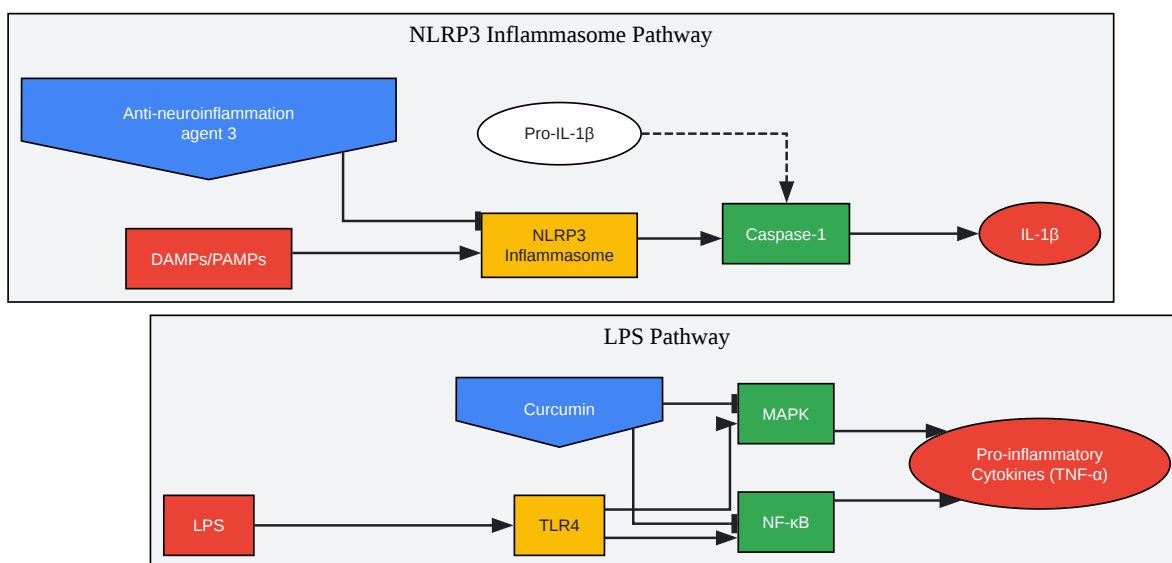 NLRP3 Inflammasome Pathway
Anti-neuroinflammation
agent 3
Pro-IL-1β
DAMPs/PAMPs
NLRP3
Inflammasome
Caspase-1
IL-1β
LPS Pathway
Curcumin
MAPK
Pro-inflammatory
Cytokines (TNF-α)
LPS
TLR4
NF-κB